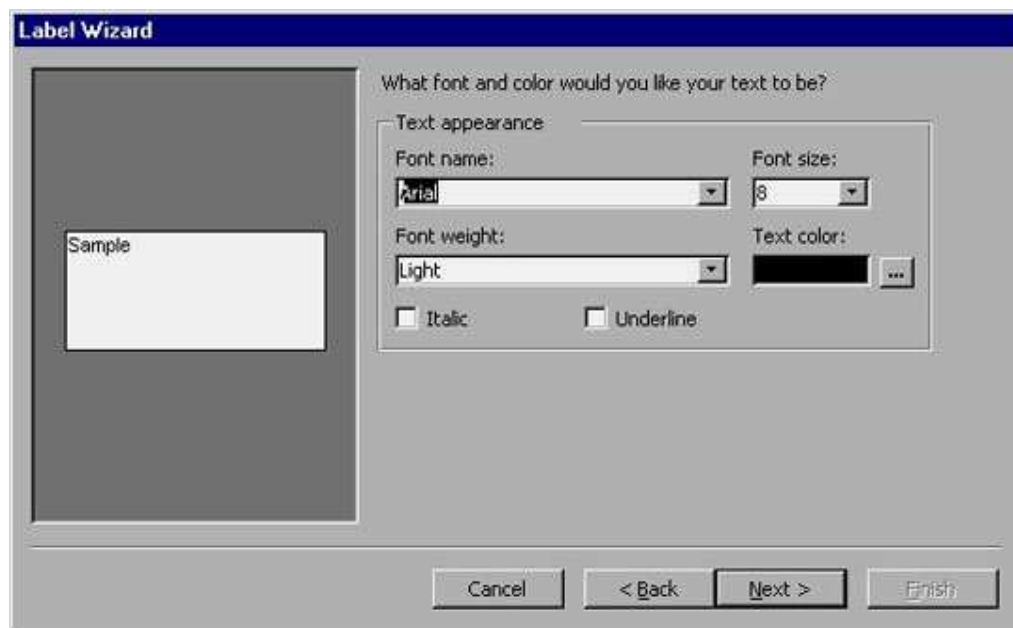 Label Wizard
What font and color would you like your text to be?
Text appearance
Font name:
Font size:
Arial
8
Sample
Font weight:
Text color:
Light
...
Italic
Underline
Cancel
< Back
Next >
Finish